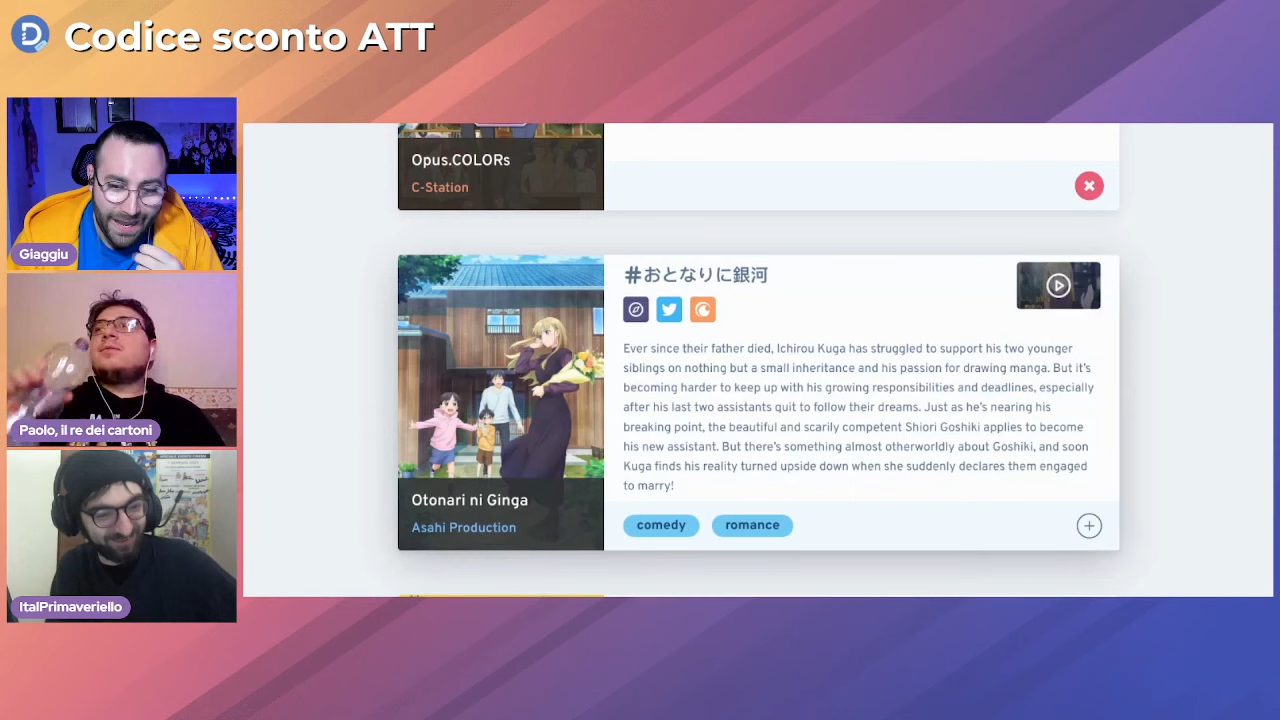 Codice sconto ATT
Giaggiu
Paolo, il re dei cartoni
ItalPrimaveriello
Opus.COLORs
C-Station
#おとなりに銀河
Ever since their father died, Ichirou Kuga has struggled to support his two younger
siblings on nothing but a small inheritance and his passion for drawing manga. But it's
becoming harder to keep up with his growing responsibilities and deadlines, especially
after his last two assistants quit to follow their dreams. Just as he's nearing his
breaking point, the beautiful and scarily competent Shiori Goshiki applies to become
his new assistant. But there's something almost otherworldly about Goshiki, and soon
Kuga finds his reality turned upside down when she suddenly declares them engaged
to marry!
Otonari ni Ginga
Asahi Production
comedy
romance